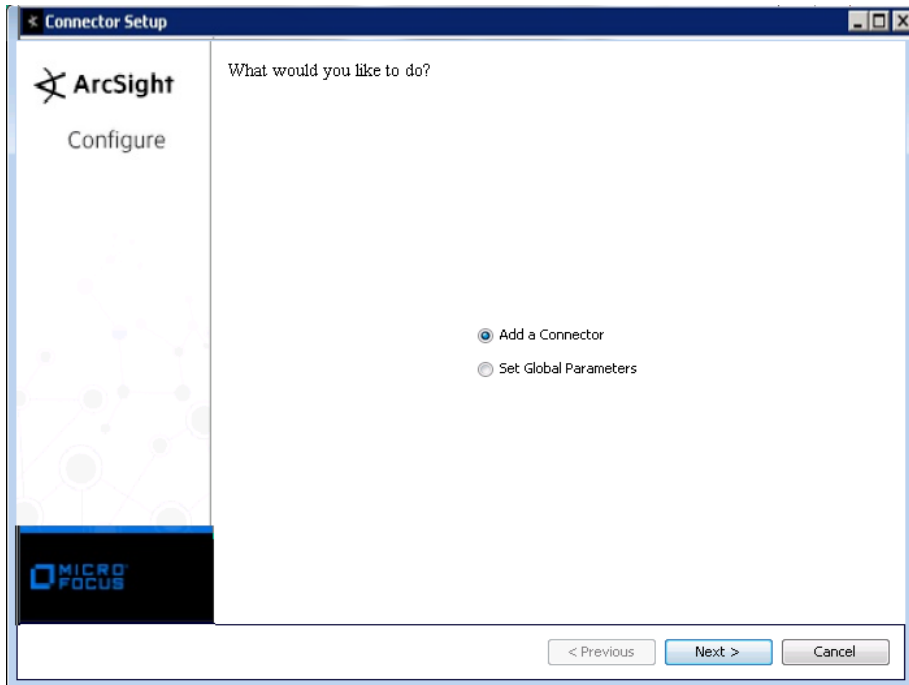 Connector Setup
ArcSight
Configure
What would you like to do?
Add a Connector
Set Global Parameters
MICRO
FOCUS
< Previous
Next >
Cancel